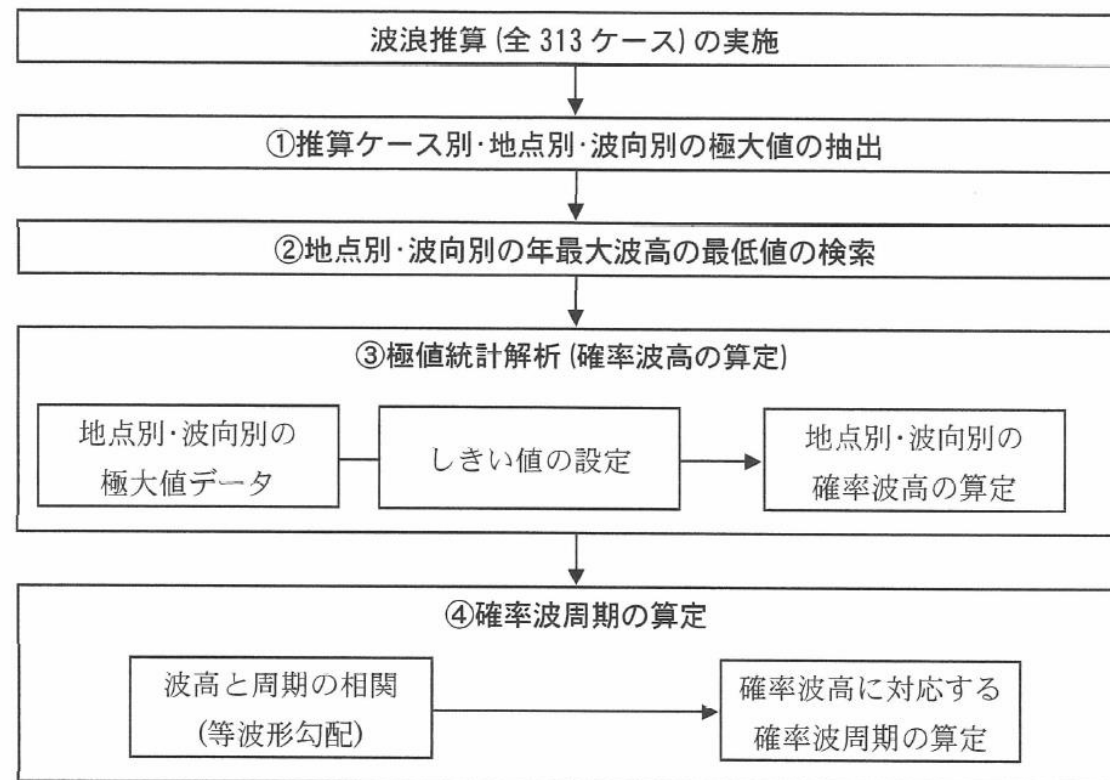 波浪推算(全313ケース)の実施
①推算ケース別･地点別･波向別の極大値の抽出
②地点別･波向別の年最大波高の最低値の検索
③極値統計解析(確率波高の算定)
地点別･波向別の
極大値データ
しきい値の設定
地点別･波向別の
確率波高の算定
④確率波周期の算定
波高と周期の相関
(等波形勾配)
確率波高に対応する
確率波周期の算定